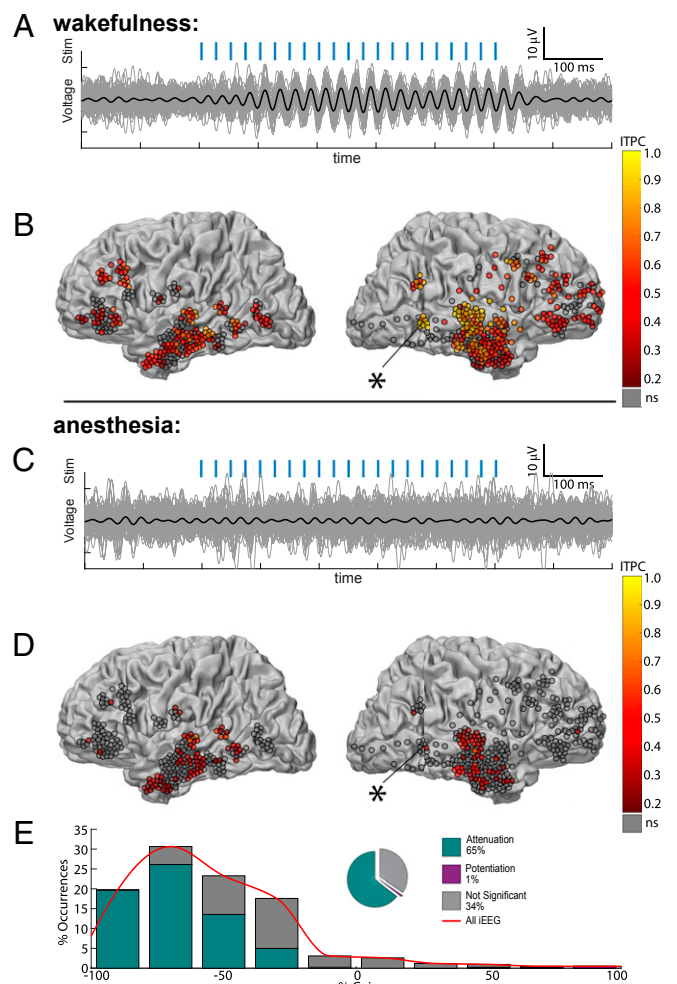 A wakefulness:
Stim
Voltage
10 µV
100 ms
time
ITPC
1.0
0.9
0.8
0.7
0.6
0.5
0.4
0.3
0.2
ns
B
*
anesthesia:
C
Stim
Voltage
10 µV
100 ms
time
ITPC
1.0
0.9
0.8
0.7
0.6
0.5
0.4
0.3
0.2
ns
D
*
E
% Occurrences
35
30
25
20
15
10
5
0
-100 -50 0 50 100
Attenuation
65%
Potentiation
1%
Not Significant
34%
All iEEG